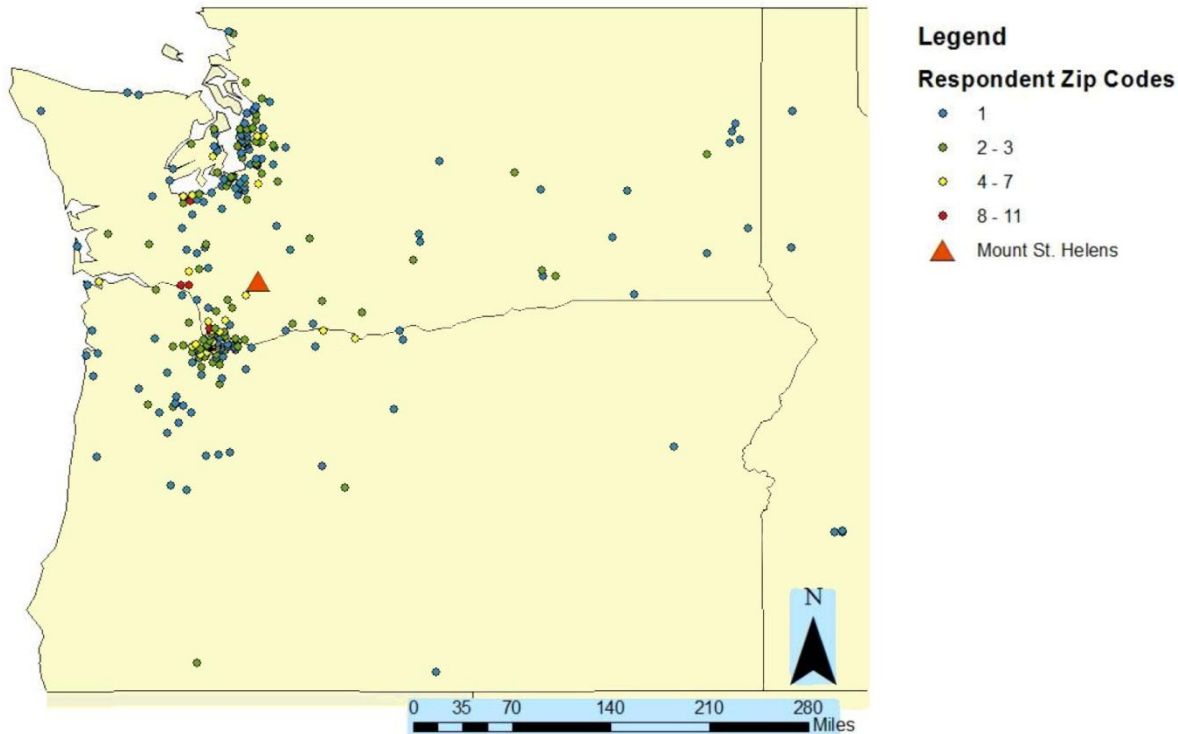 Legend
Respondent Zip Codes
1
2 - 3
4 - 7
8 - 11
Mount St. Helens
N
0 35 70 140 210 280
Miles